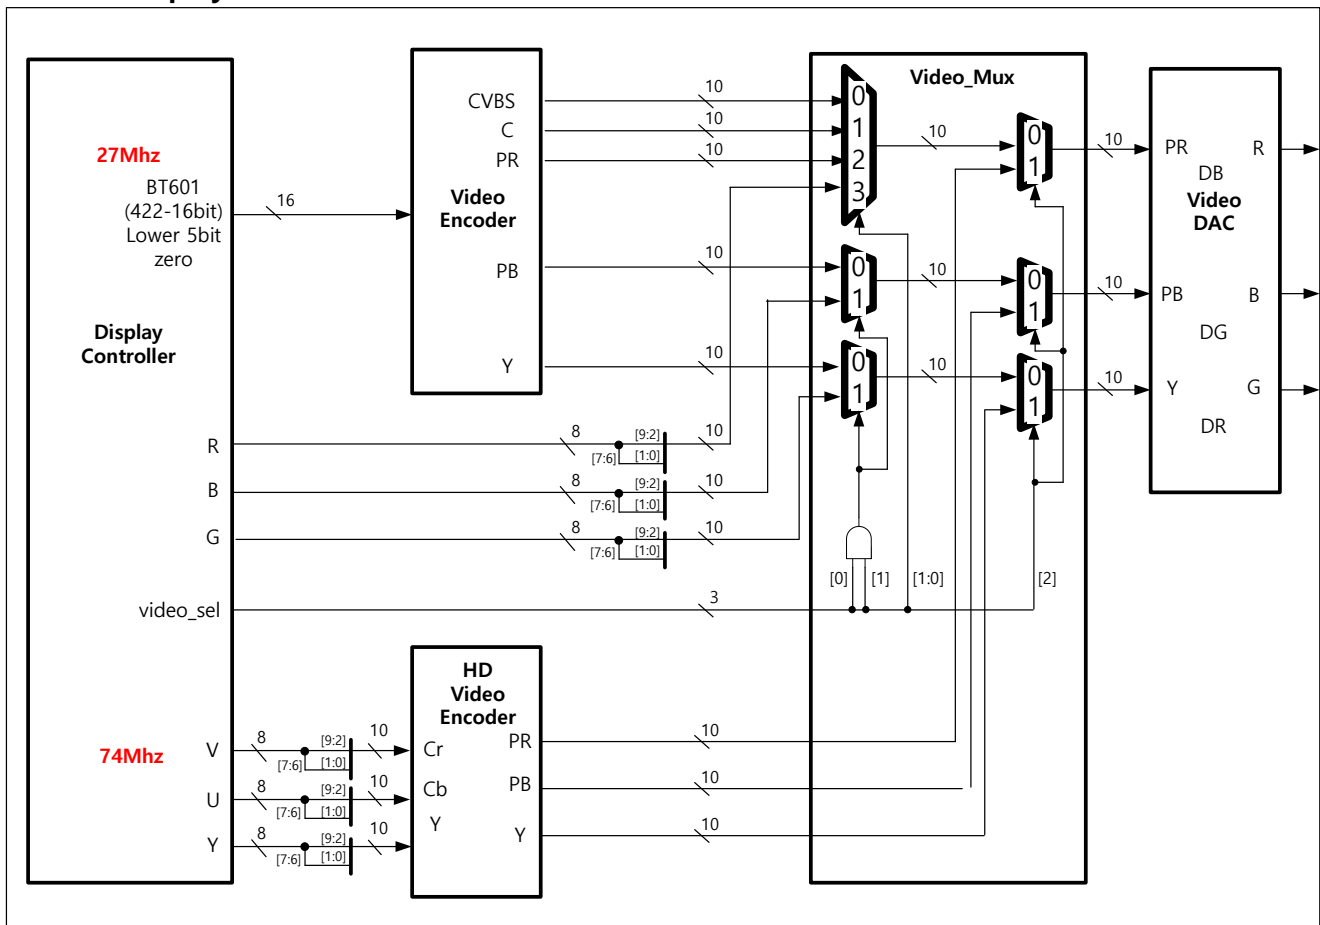 27Mhz
BT601
(422-16bit)
Lower 5bit
zero
Display
Controller
R
B
G
video_sel
74Mhz
V
U
Y
16
CVBS
C
PR
Video
Encoder
PB
Y
10
10
10
10
10
8
[9:2]
[7:6]
[1:0]
10
8
[9:2]
[7:6]
[1:0]
10
8
[9:2]
[7:6]
[1:0]
10
3
8
[9:2]
[7:6]
[1:0]
10
8
[9:2]
[7:6]
[1:0]
10
8
[9:2]
[7:6]
[1:0]
10
HD
Video
Encoder
Cr
Cb
Y
PR
PB
Y
10
10
10
Video_Mux
0
1
2
3
0
1
0
1
10
10
10
0
1
0
1
0
1
[0]
[1]
[1:0]
[2]
10
10
10
PR
R
DB
Video
DAC
PB
B
DG
Y
G
DR